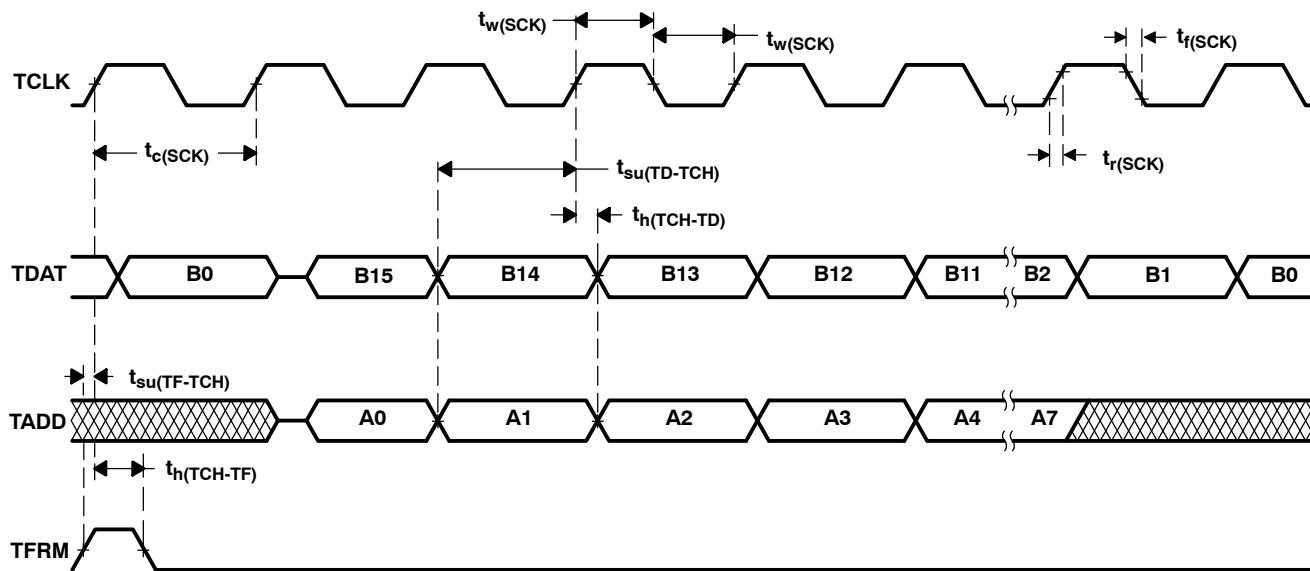 tw(SCK)
tw(SCK)
tf(SCK)
TCLK
tc(SCK)
tsu(TD-TCH)
tr(SCK)
th(TCH-TD)
TDAT B0 B15 B14 B13 B12 B11 B2 B1 B0
tsu(TF-TCH)
TADD A0 A1 A2 A3 A4 A7
th(TCH-TF)
TFRM